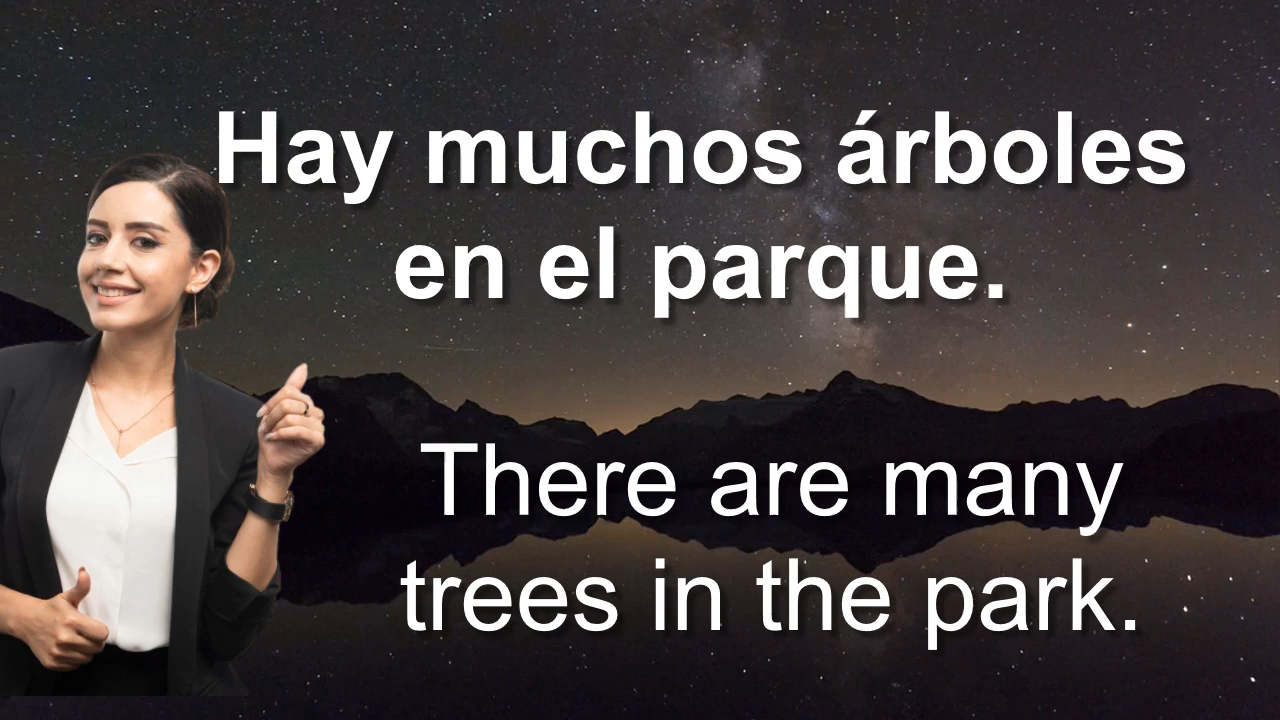 Hay muchos árboles
en el parque.
There are many
trees in the park.